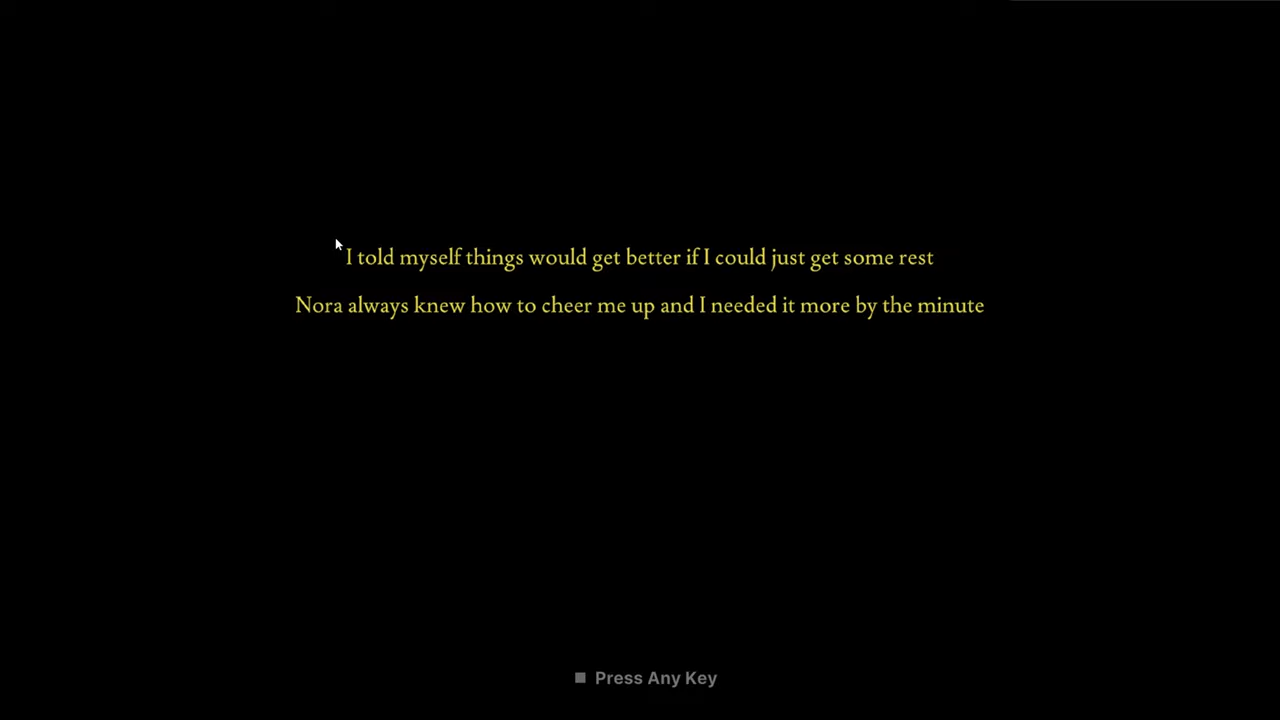 I told myself things would get better if I could just get some rest
Nora always knew how to cheer me up and I needed it more by the minute
Press Any Key